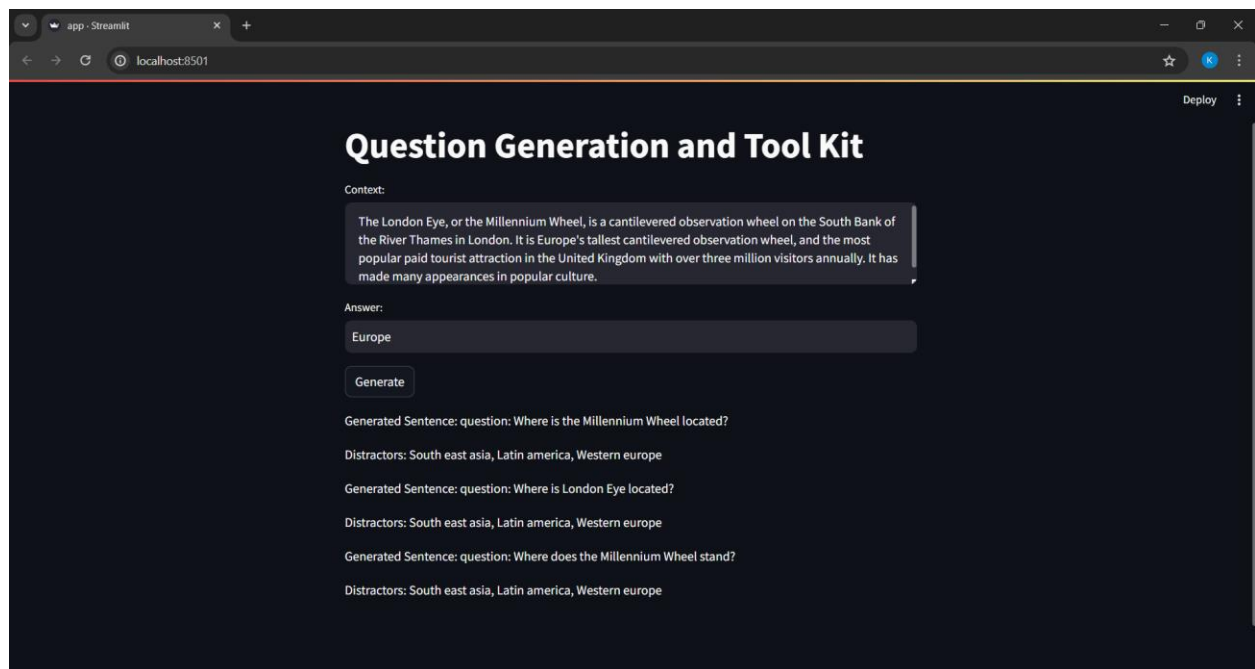 app · Streamlit
localhost:8501
K
Deploy
Question Generation and Tool Kit
Context:
The London Eye, or the Millennium Wheel, is a cantilevered observation wheel on the South Bank of
the River Thames in London. It is Europe's tallest cantilevered observation wheel, and the most
popular paid tourist attraction in the United Kingdom with over three million visitors annually. It has
made many appearances in popular culture.
Answer:
Europe
Generate
Generated Sentence: question: Where is the Millennium Wheel located?
Distractors: South east asia, Latin america, Western europe
Generated Sentence: question: Where is London Eye located?
Distractors: South east asia, Latin america, Western europe
Generated Sentence: question: Where does the Millennium Wheel stand?
Distractors: South east asia, Latin america, Western europe